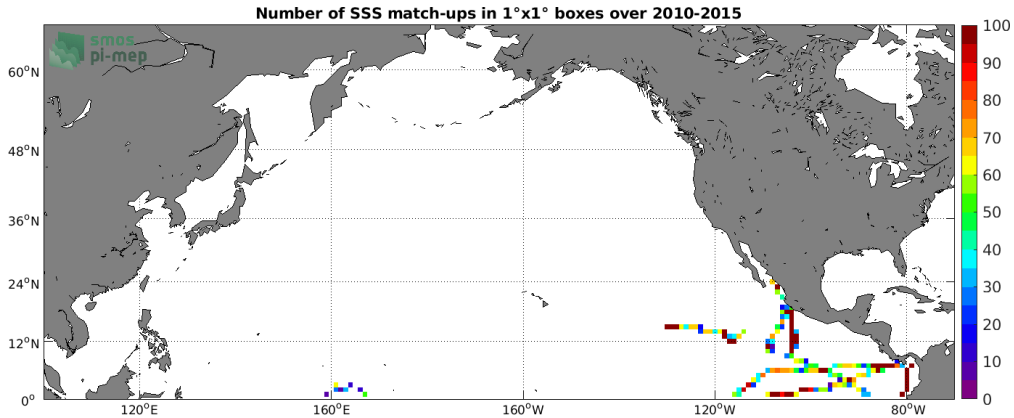 Number of SSS match-ups in 1°x1° boxes over 2010-2015
smos
pi-mep
100
90
80
70
60
50
40
30
20
10
0
60°N
48°N
36°N
24°N
12°N
0°
120°E
160°E
160°W
120°W
80°W